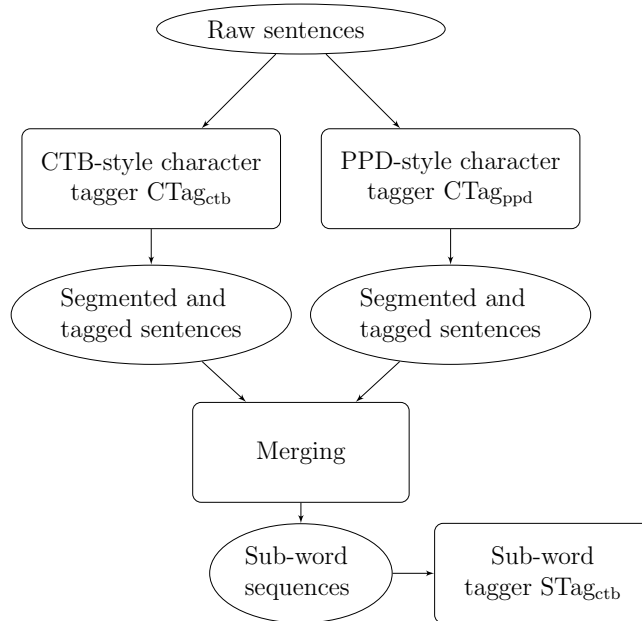 Raw sentences
CTB-style character
tagger CTag_ctb
PPD-style character
tagger CTag_ppd
Segmented and
tagged sentences
Segmented and
tagged sentences
Merging
Sub-word
sequences
Sub-word
tagger STag_ctb